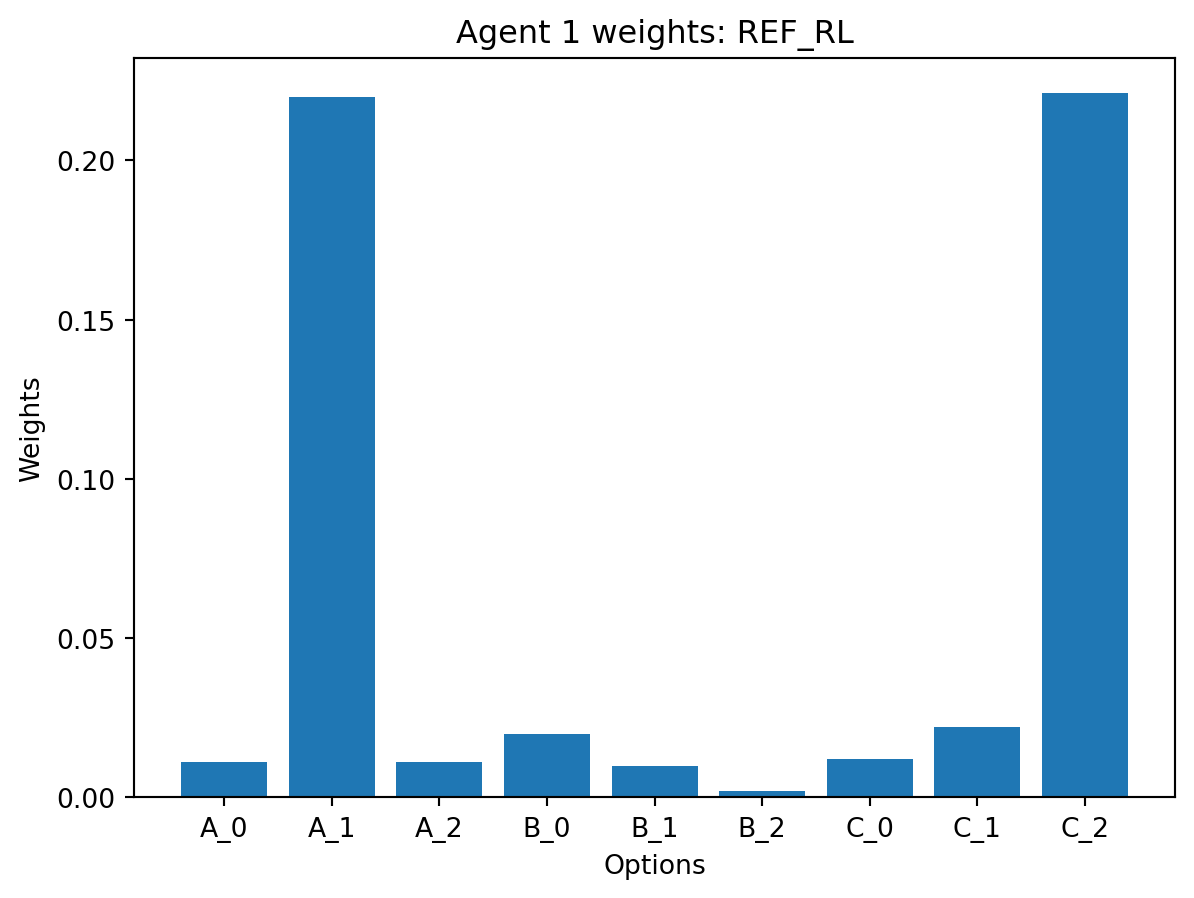 Agent 1 weights: REF_RL
Weights
0.20
0.15
0.10
0.05
0.00
A_0 A_1 A_2 B_0 B_1 B_2 C_0 C_1 C_2
Options